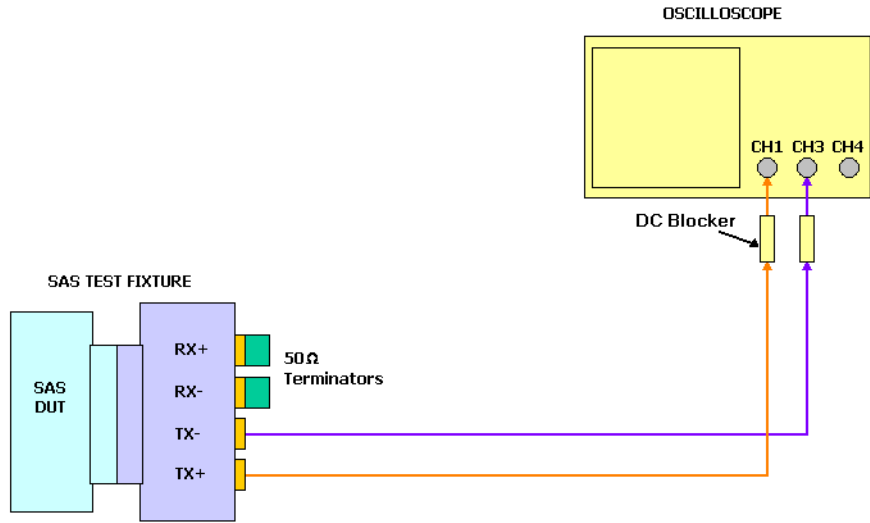 OSCILLOSCOPE
CH1 CH3 CH4
DC Blocker
SAS TEST FIXTURE
SAS
DUT
RX+
RX-
TX-
TX+
50Ω
Terminators